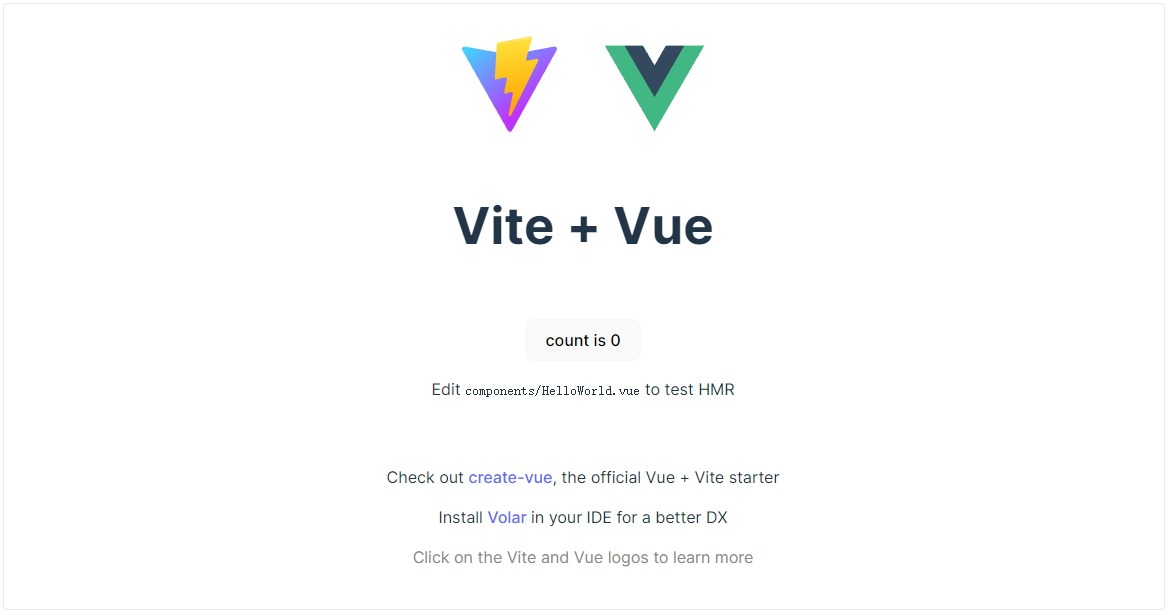 Vite + Vue
count is 0
Edit components/HelloWorld.vue to test HMR
Check out create-vue, the official Vue + Vite starter
Install Volar in your IDE for a better DX
Click on the Vite and Vue logos to learn more